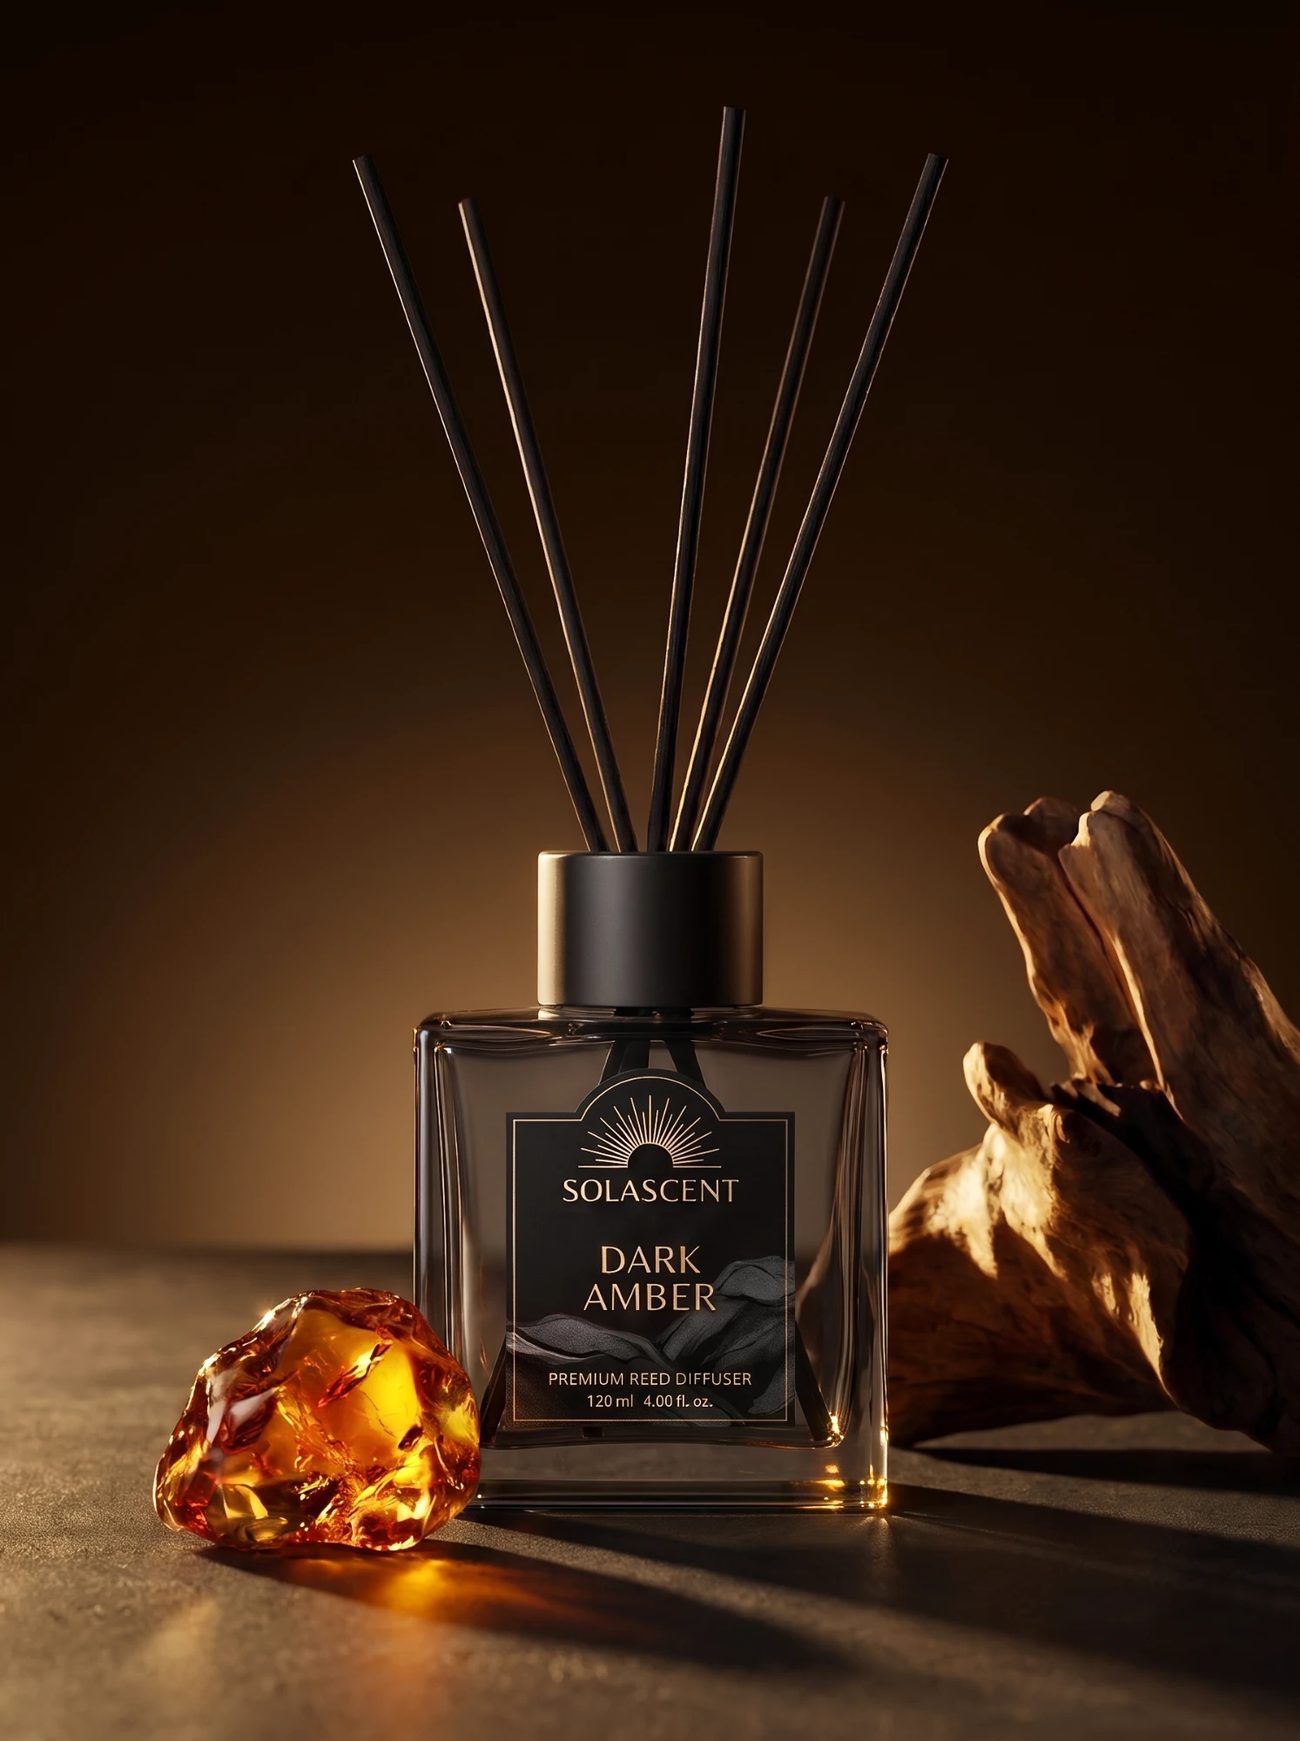 SOLASCENT
DARK
AMBER
PREMIUM REED DIFFUSER
120 ml 4.00 fl. oz.